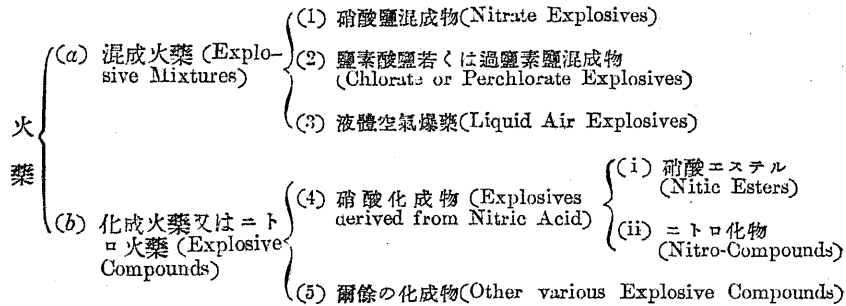 火藥
(a) 混成火藥 (Explo-
sive Mixtures)
(1) 硝酸鹽混成物(Nitrate Explosives)
(2) 鹽素酸鹽若くは過鹽素鹽混成物
(Chlorate or Perchlorate Explosives)
(3) 液體空氣爆藥(Liquid Air Explosives)
(b) 化成火藥又はニト
ロ火藥 (Explosive
Compounds)
(4) 硝酸化成物 (Explosives
derived from Nitric Acid)
(i) 硝酸エステル
(Nitic Esters)
(ii) ニトロ化物
(Nitro-Compounds)
(5) 爾餘の化成物(Other various Explosive Compounds)